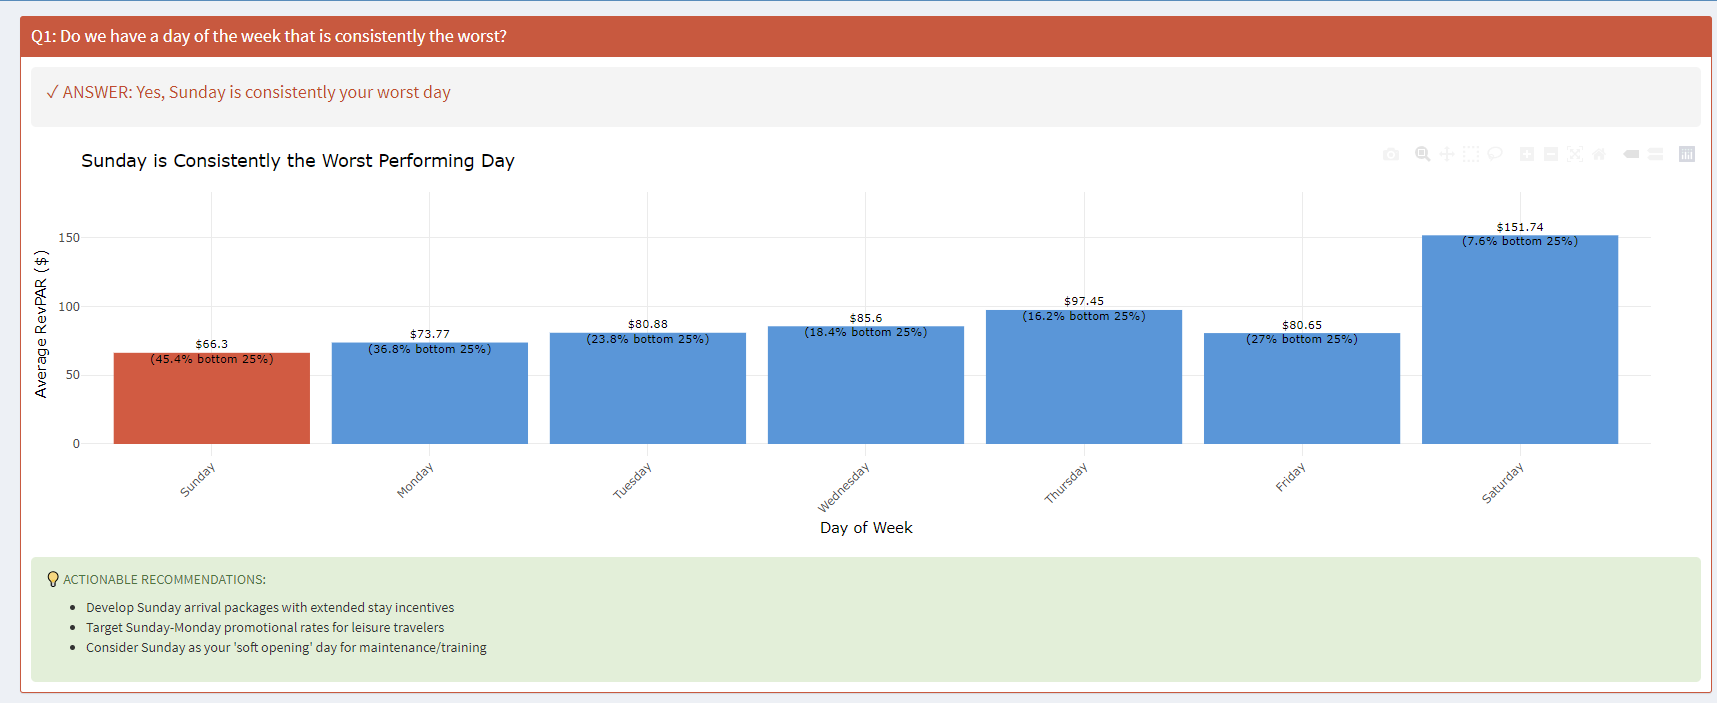 Q1: Do we have a day of the week that is consistently the worst?
✓ ANSWER: Yes, Sunday is consistently your worst day
Sunday is Consistently the Worst Performing Day
Average RevPAR ($)
150
100
50
0
$66.3
(45.4% bottom 25%)
$73.77
(36.8% bottom 25%)
$80.88
(23.8% bottom 25%)
$85.6
(18.4% bottom 25%)
$97.45
(16.2% bottom 25%)
$80.65
(27% bottom 25%)
$151.74
(7.6% bottom 25%)
Sunday
Monday
Tuesday
Wednesday
Thursday
Friday
Saturday
Day of Week
ACTIONABLE RECOMMENDATIONS:
• Develop Sunday arrival packages with extended stay incentives
• Target Sunday-Monday promotional rates for leisure travelers
• Consider Sunday as your 'soft opening' day for maintenance/training